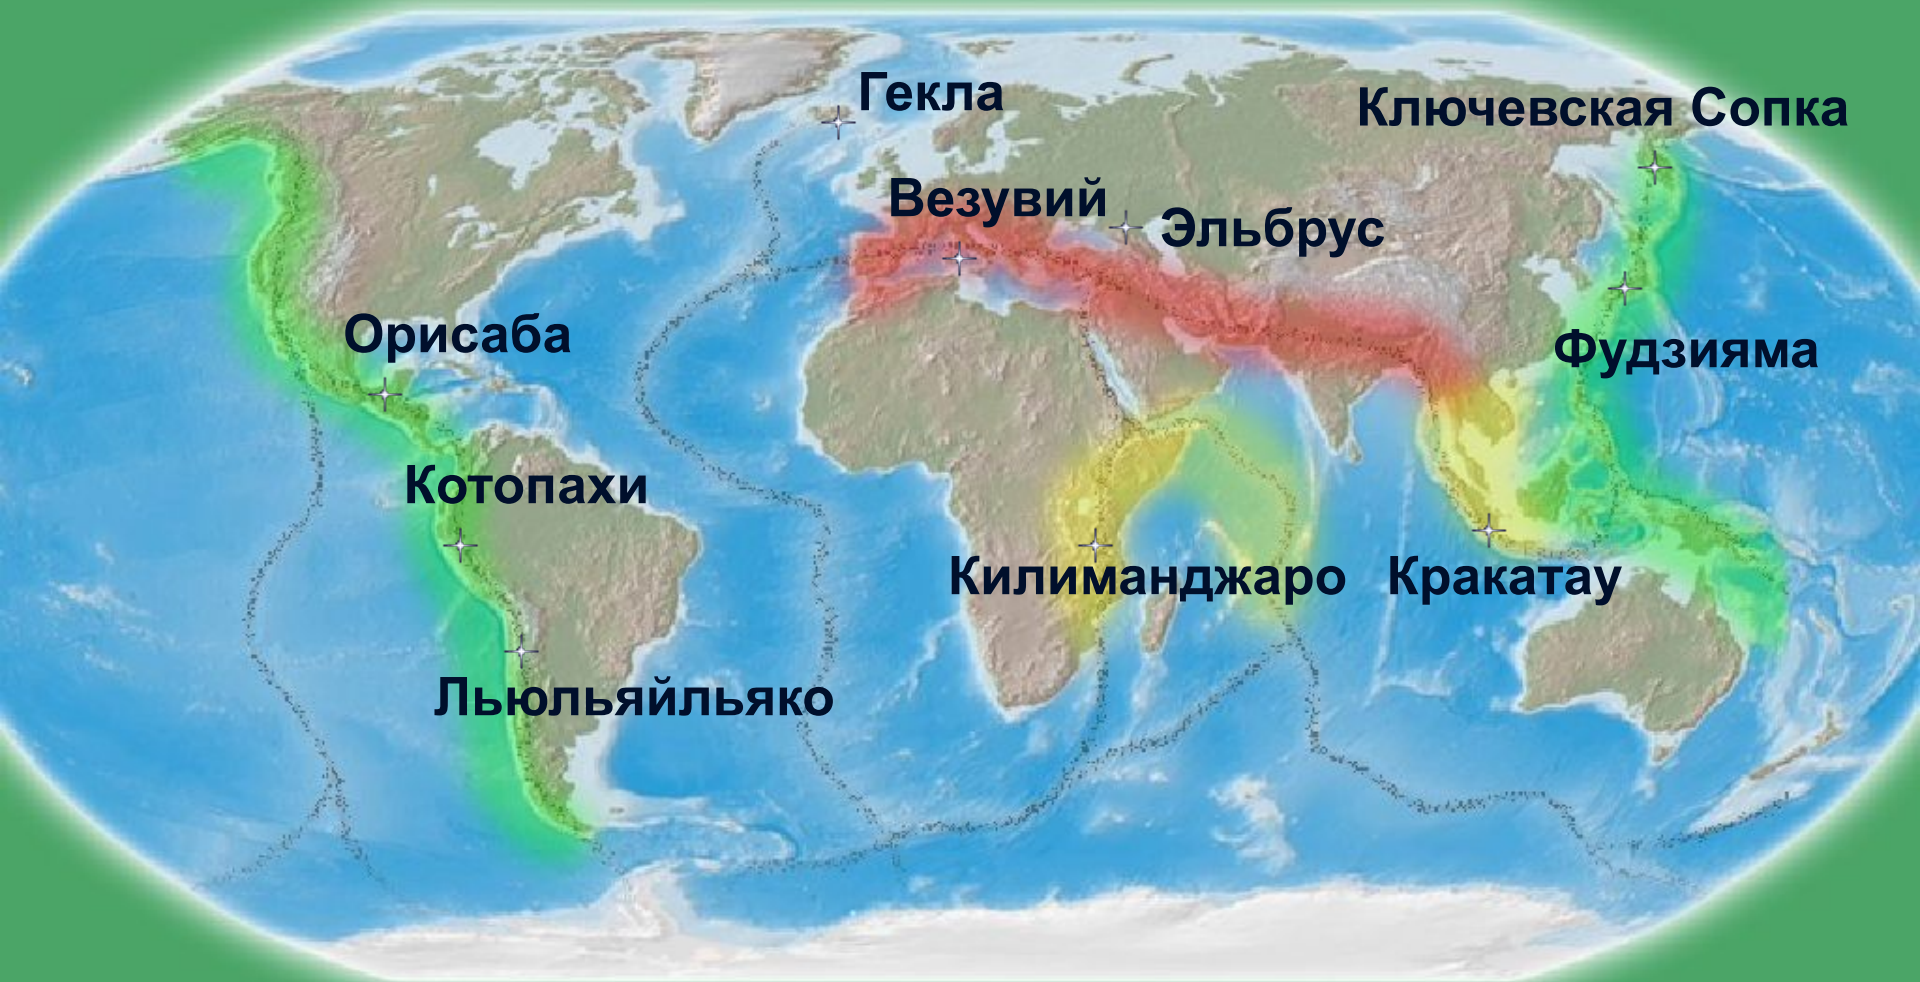 Гекла
Ключевская Сопка
Везувий
Эльбрус
Орисаба
Фудзияма
Котопахи
Килиманджаро
Кракатау
Льюльяйльяко